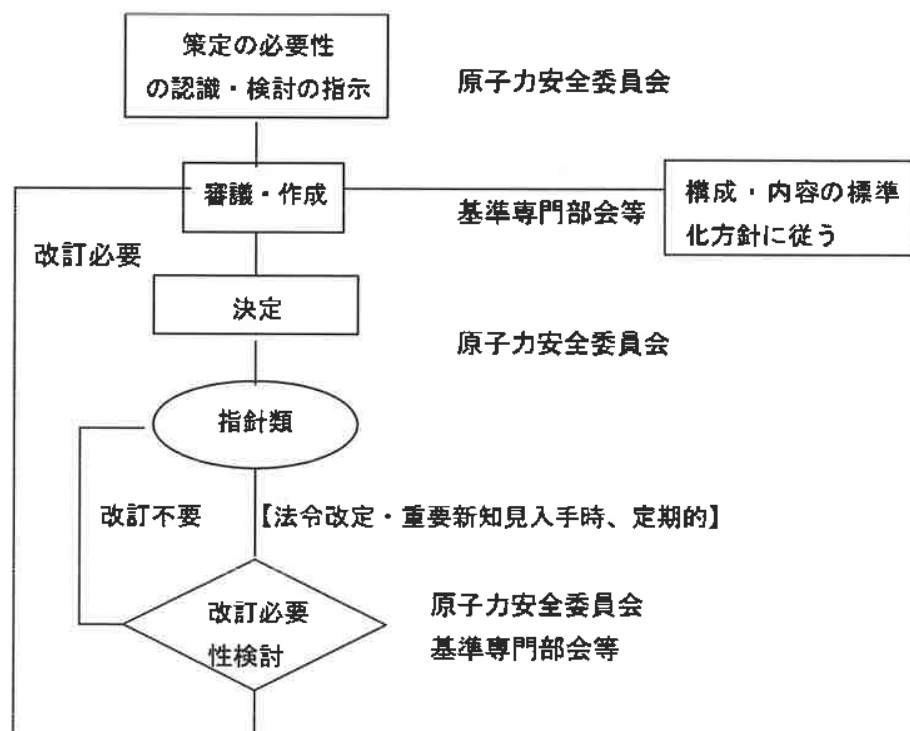 策定の必要性
の認識・検討の指示
原子力安全委員会
審議・作成
基準専門部会等
構成・内容の標準
化方針に従う
改訂必要
決定
原子力安全委員会
指針類
改訂不要
【法令改定・重要新知見入手時、定期的】
改訂必要
性検討
原子力安全委員会
基準専門部会等